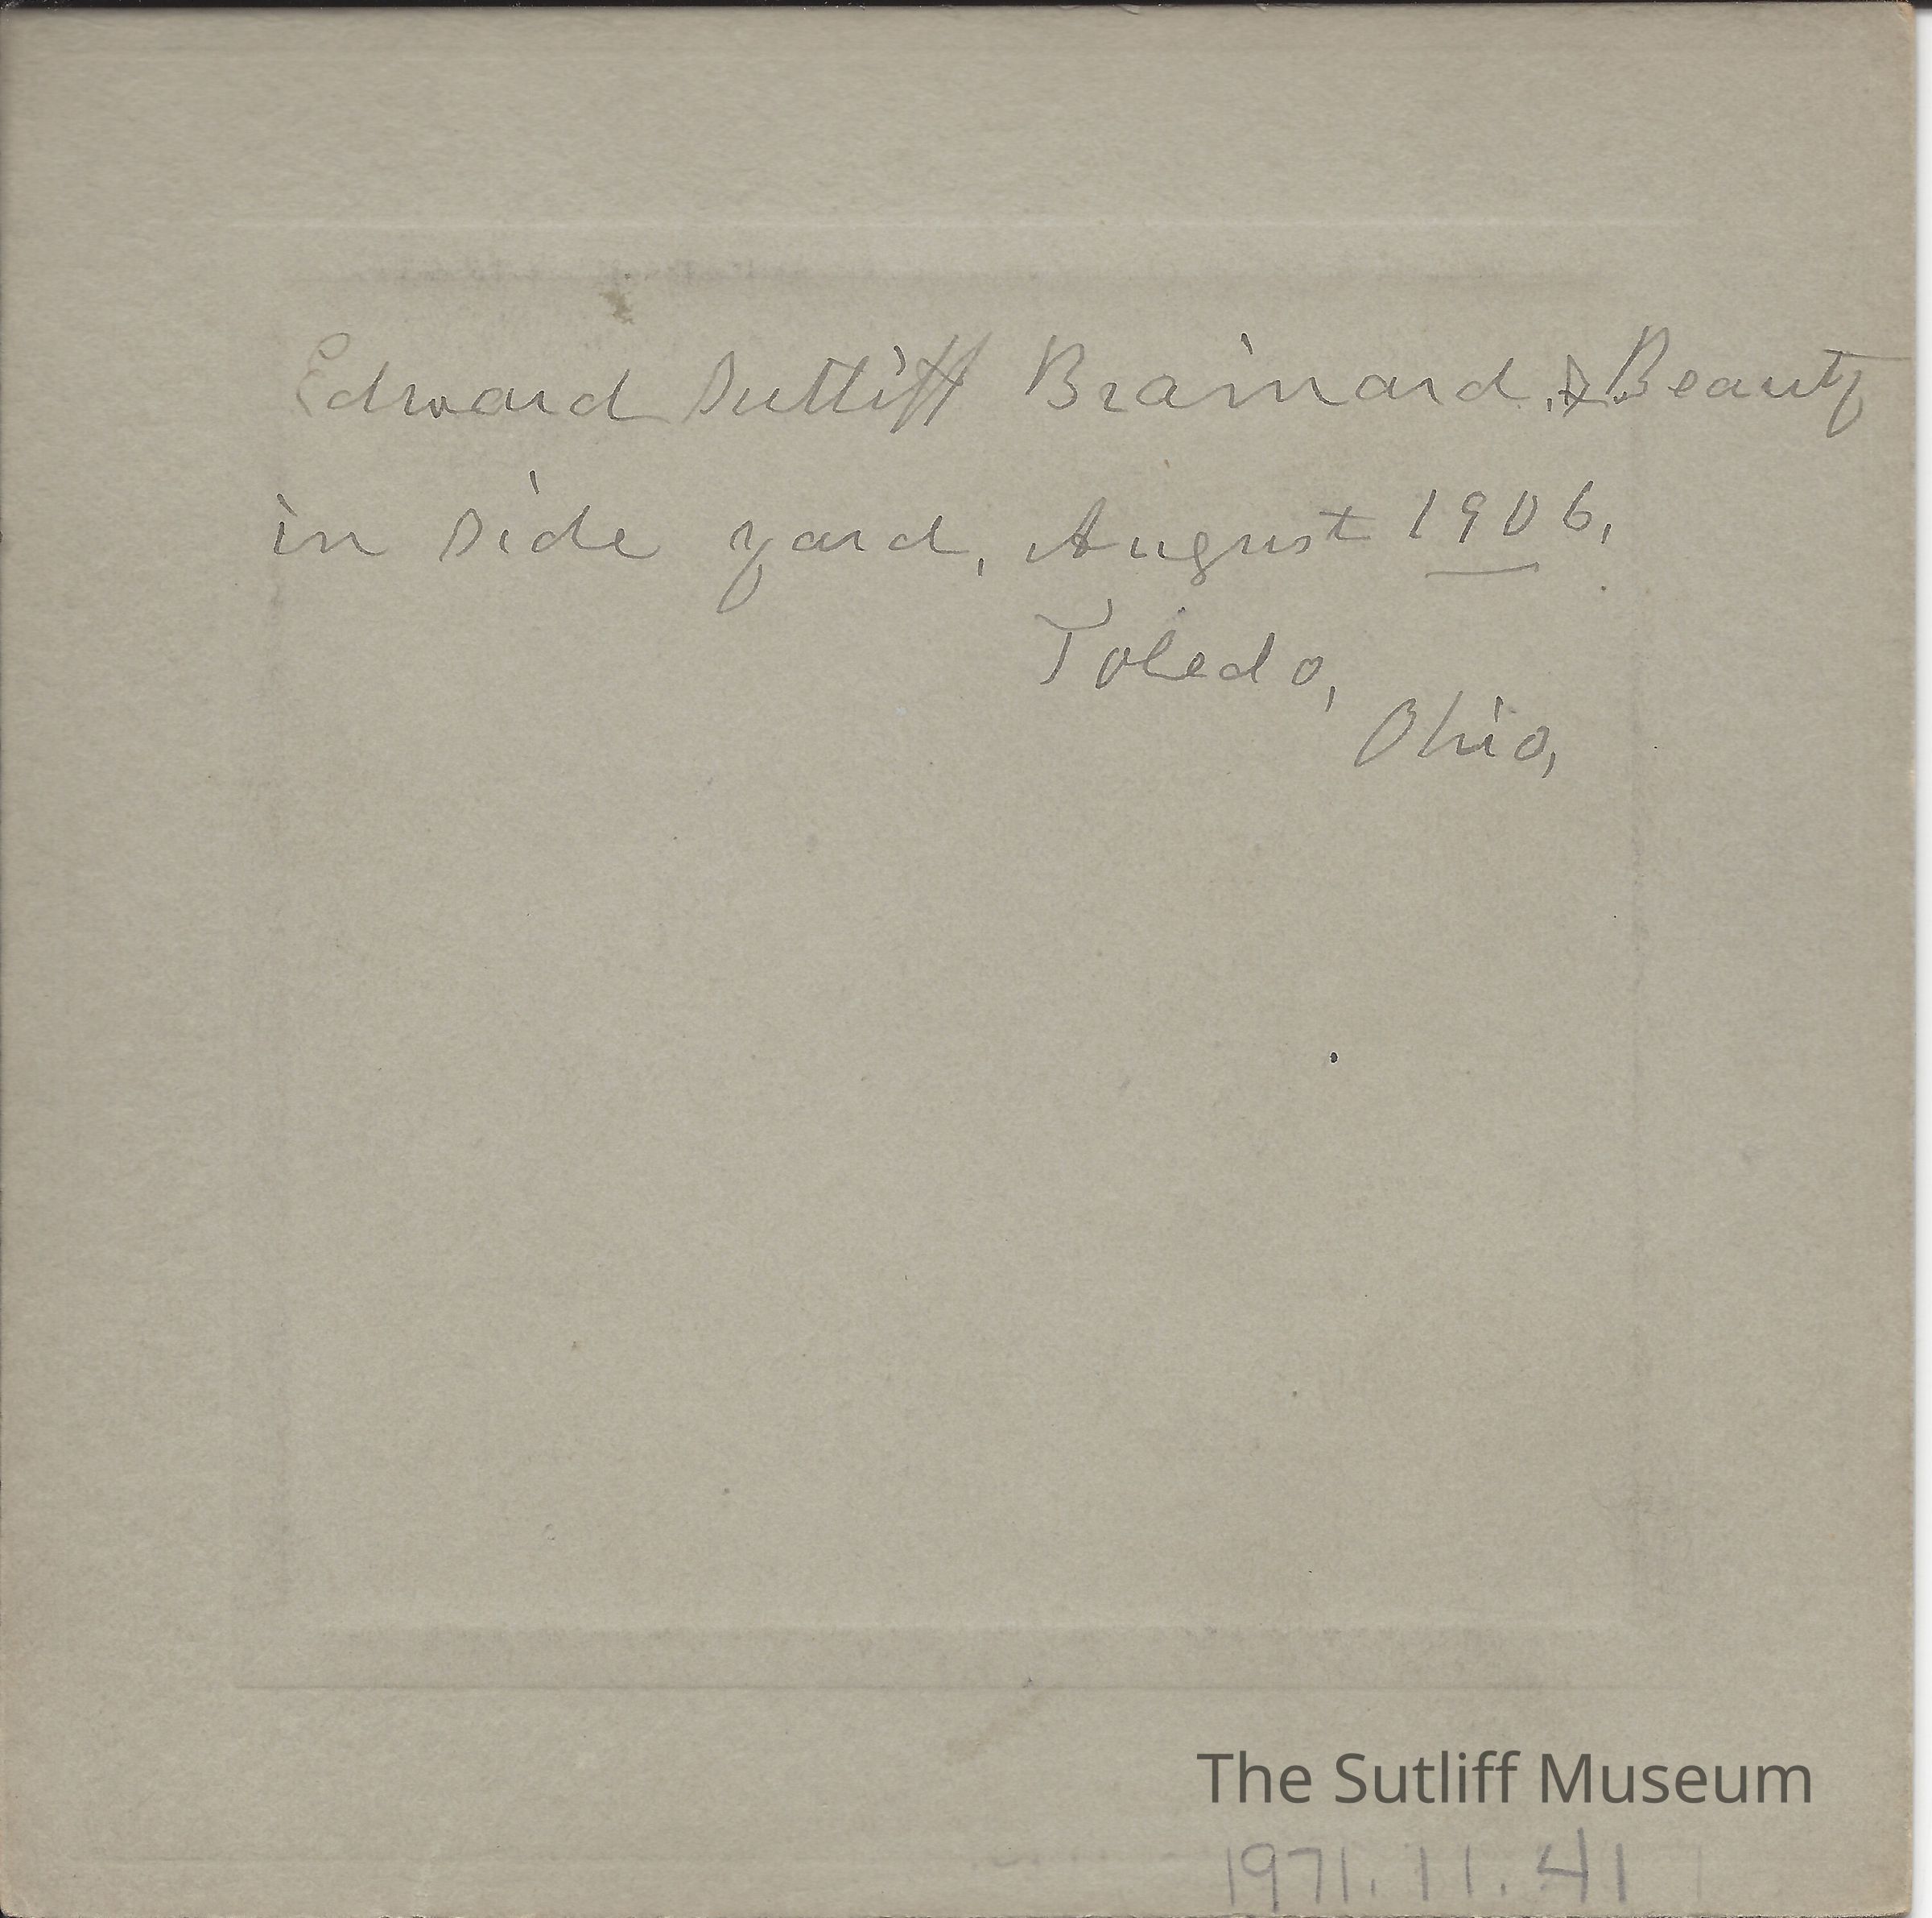 Edward Sutliff Brainard, & Beauty
in side yard, August 1906,
Toledo,
Ohio,
The Sutliff Museum
1971.11.41